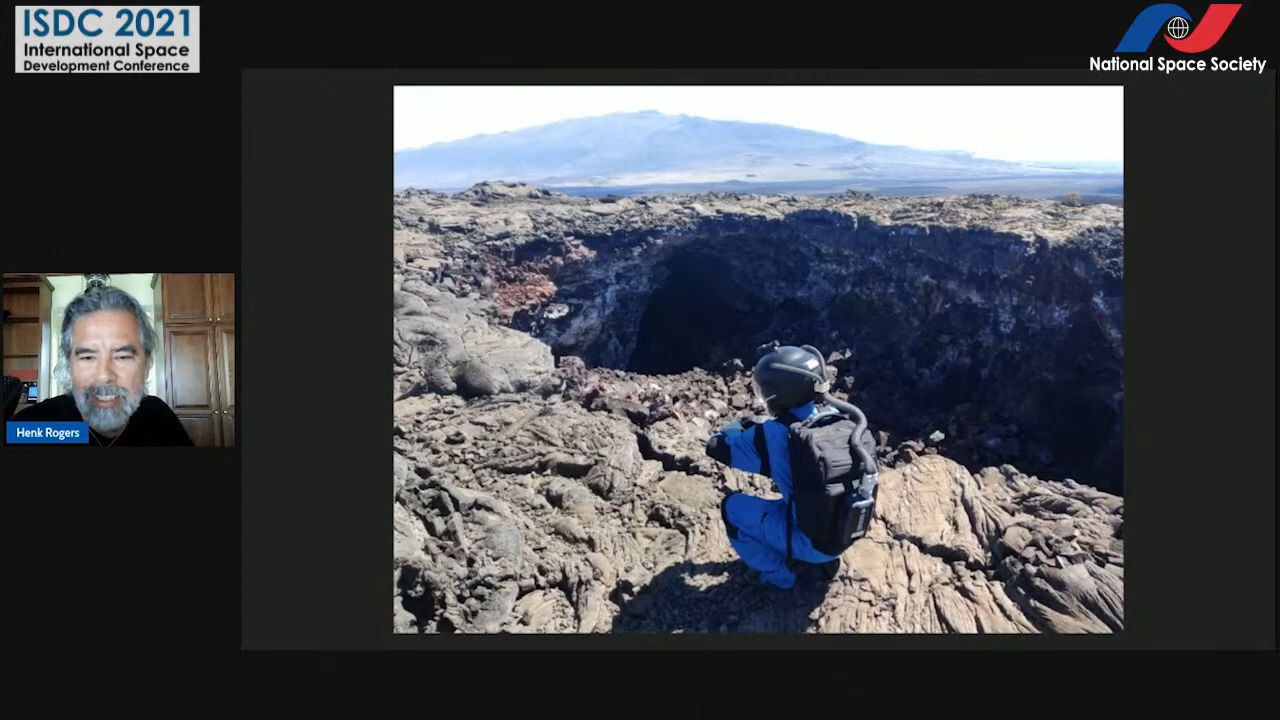 ISDC 2021
International Space
Development Conference
National Space Society
Henk Rogers